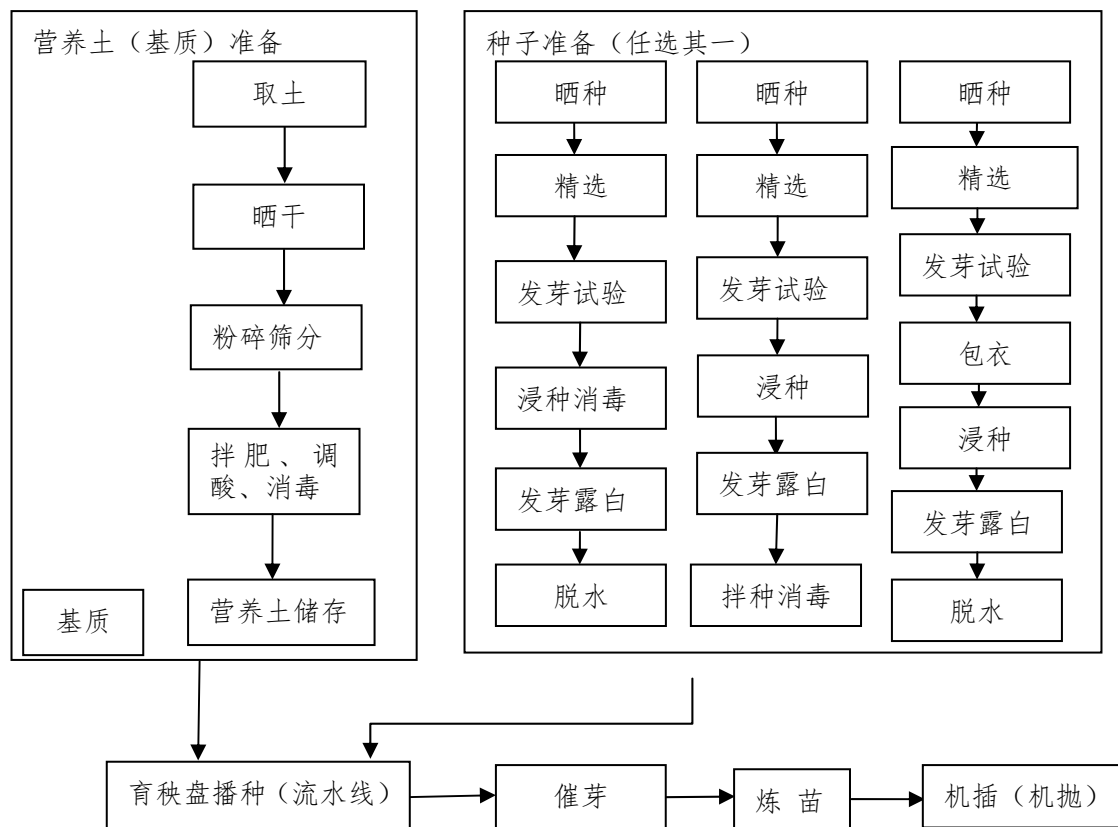 营养土（基质）准备
取土
晒干
粉碎筛分
拌肥、调
酸、消毒
营养土储存
基质
种子准备（任选其一）
晒种
精选
发芽试验
浸种消毒
发芽露白
脱水
晒种
精选
发芽试验
浸种
发芽露白
拌种消毒
晒种
精选
发芽试验
包衣
浸种
发芽露白
脱水
育秧盘播种（流水线）
催芽
炼 苗
机插（机抛）